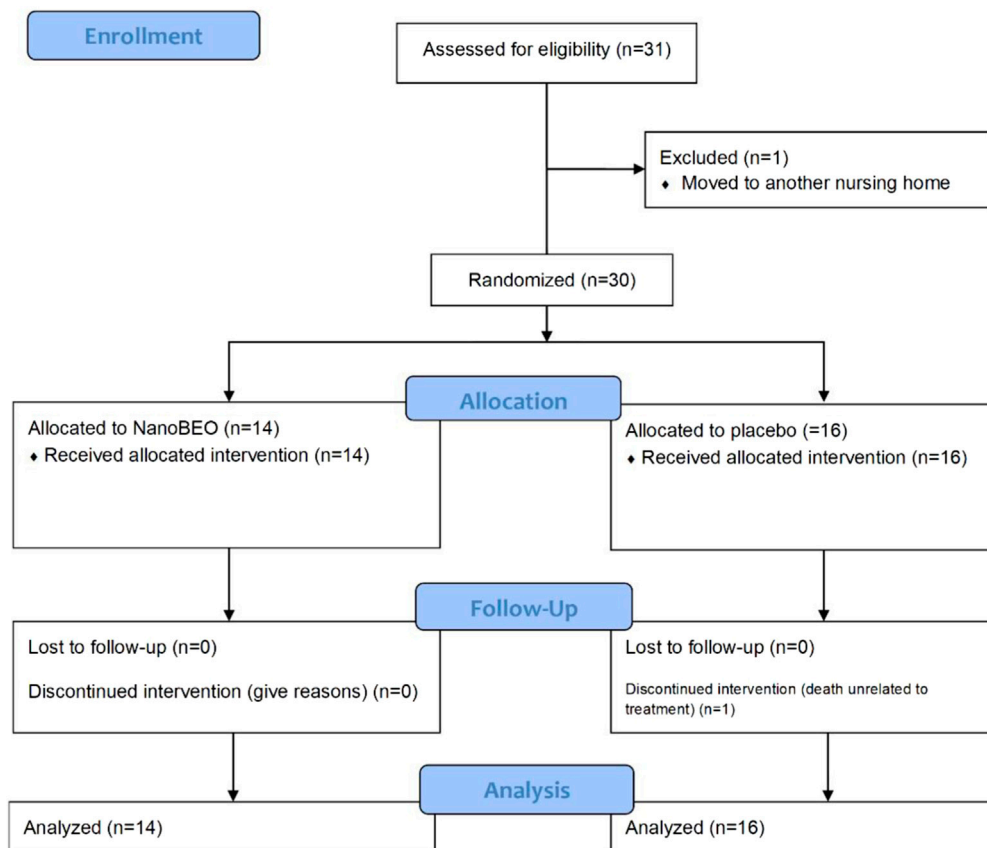 Enrollment
Assessed for eligibility (n=31)
Excluded (n=1)
♦ Moved to another nursing home
Randomized (n=30)
Allocation
Allocated to NanoBEO (n=14)
♦ Received allocated intervention (n=14)
Allocated to placebo (=16)
♦ Received allocated intervention (n=16)
Follow-Up
Lost to follow-up (n=0)
Discontinued intervention (give reasons) (n=0)
Lost to follow-up (n=0)
Discontinued intervention (death unrelated to
treatment) (n=1)
Analysis
Analyzed (n=14)
Analyzed (n=16)